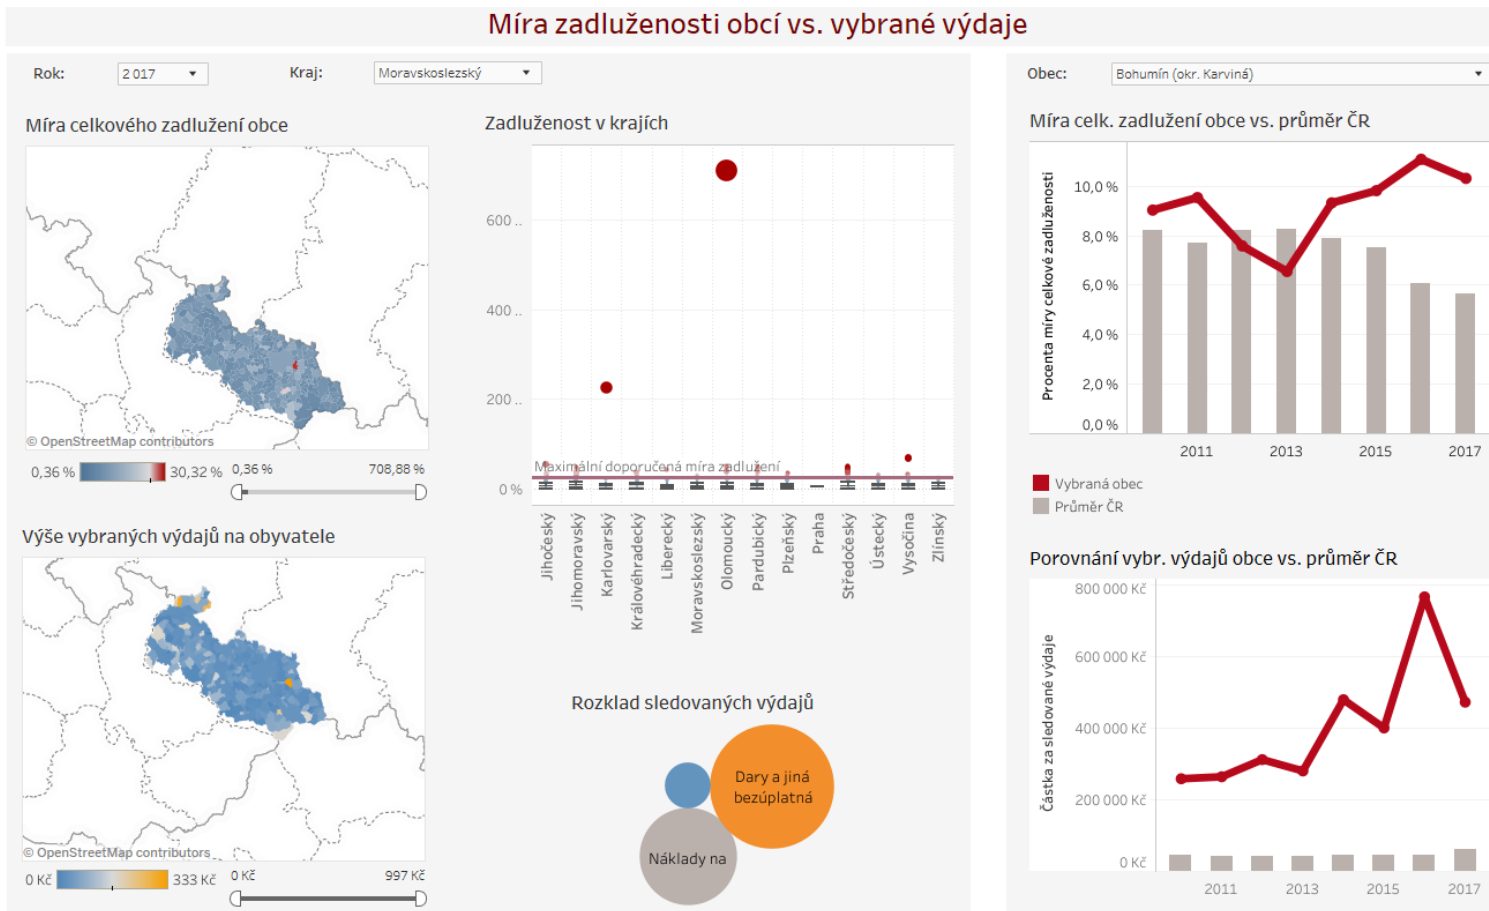 Míra zadluženosti obcí vs. vybrané výdaje
Rok:
2 017
Kraj:
Moravskoslezský
Míra celkového zadlužení obce
© OpenStreetMap contributors
0,36 %
30,32 %
0,36 %
708,88 %
Výše vybraných výdajů na obyvatele
© OpenStreetMap contributors
0 Kč
333 Kč
0 Kč
997 Kč
Zadluženost v krajích
600 ..
400 ..
200 ..
0 %
Maximální doporučená míra zadlužení
Jihočeský
Jihomoravský
Karlovarský
Královéhradecký
Liberecký
Moravskoslezský
Olomoucký
Pardubický
Plzeňský
Praha
Středočeský
Ústecký
Vysočina
Zlínský
Rozklad sledovaných výdajů
Dary a jiná
bezúplatná
Náklady na
Obec:
Bohumín (okr. Karviná)
Míra celk. zadlužení obce vs. průměr ČR
Procenta míry celkové zadluženosti
10,0 %
8,0 %
6,0 %
4,0 %
2,0 %
0,0 %
2011
2013
2015
2017
Vybraná obec
Průměr ČR
Porovnání vybr. výdajů obce vs. průměr ČR
Částka za sledované výdaje
800 000 Kč
600 000 Kč
400 000 Kč
200 000 Kč
0 Kč
2011
2013
2015
2017